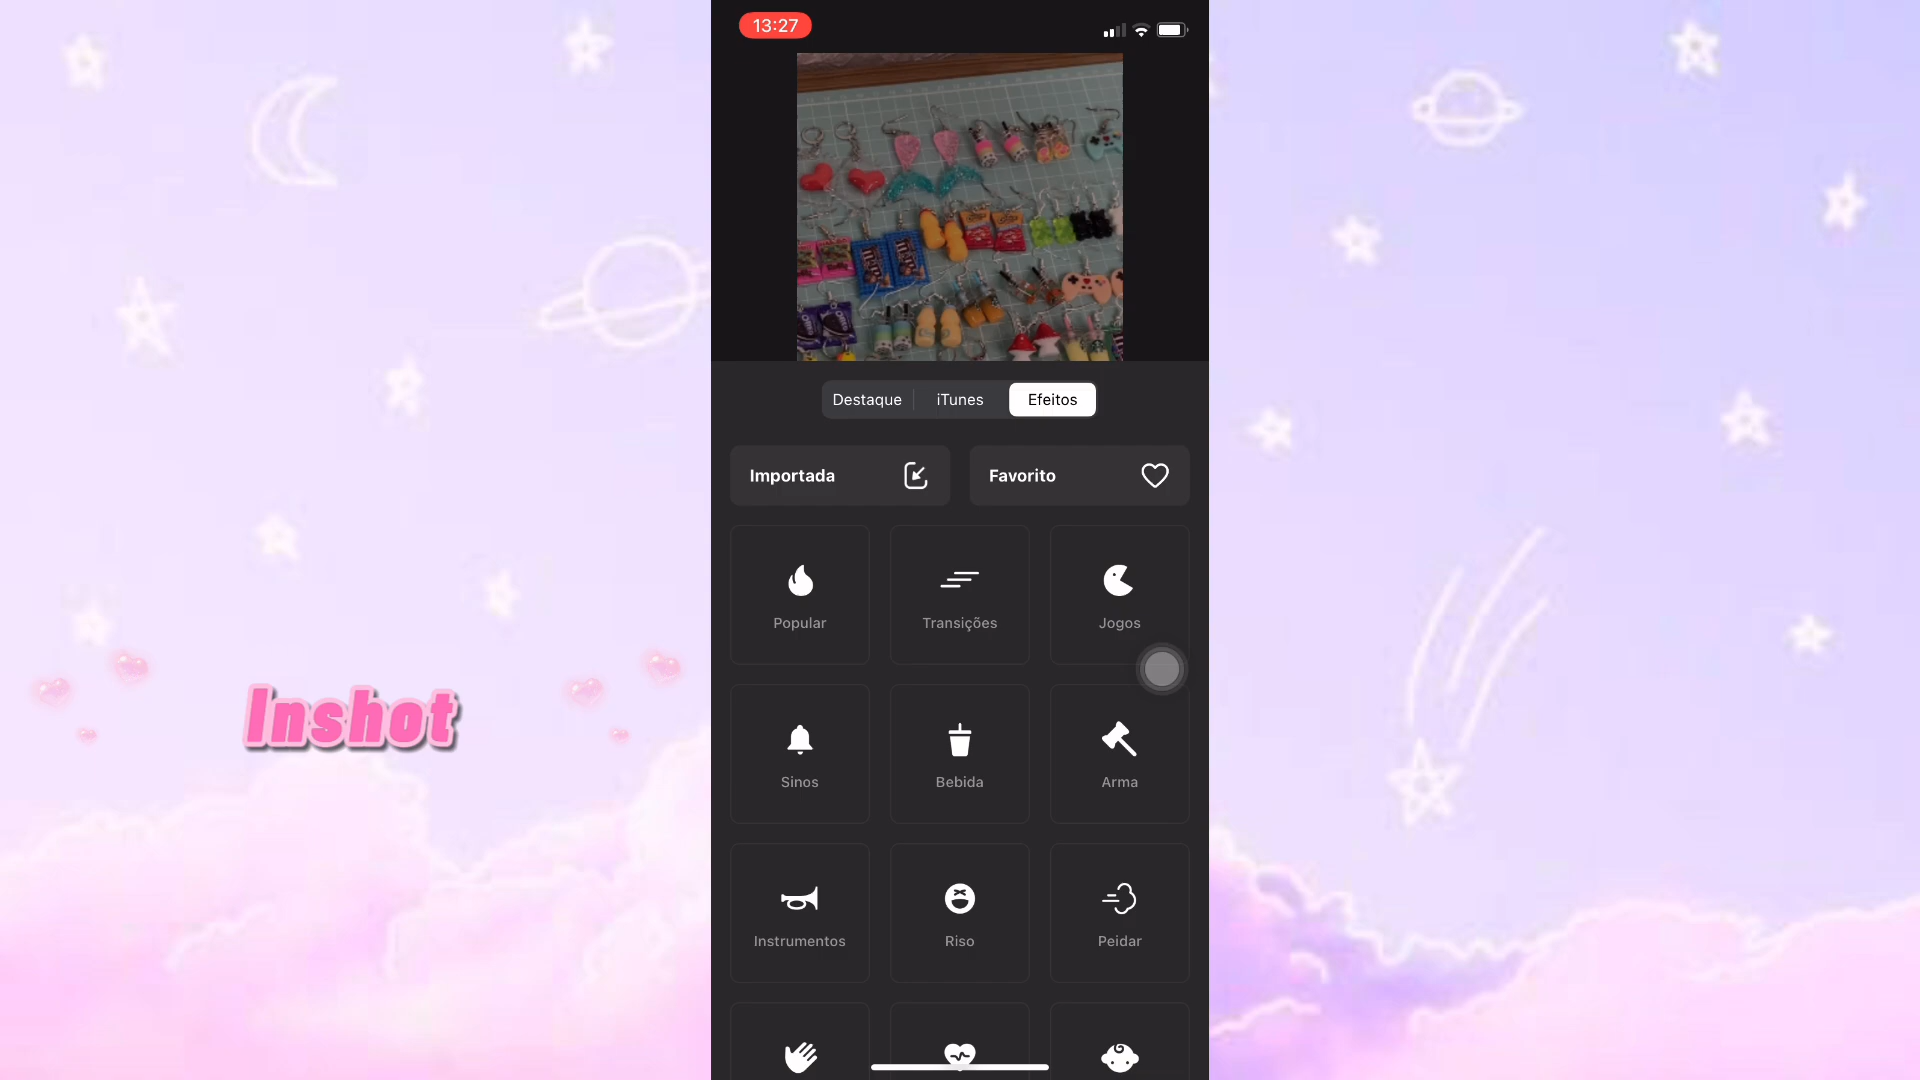 13:27
Destaque iTunes Efeitos
Importada Favorito
Popular Transições Jogos
Inshot
Sinos Bebida Arma
Instrumentos Riso Peidar